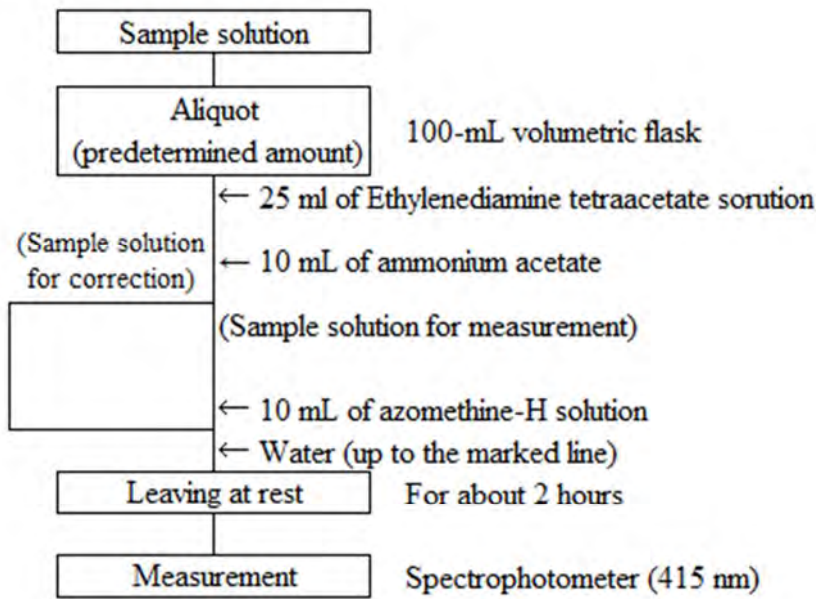 Sample solution
Aliquot
(predetermined amount)
100-mL volumetric flask
← 25 ml of Ethylenediamine tetraacetate sorution
(Sample solution
for correction)
← 10 mL of ammonium acetate
(Sample solution for measurement)
← 10 mL of azomethine-H solution
← Water (up to the marked line)
Leaving at rest
For about 2 hours
Measurement
Spectrophotometer (415 nm)